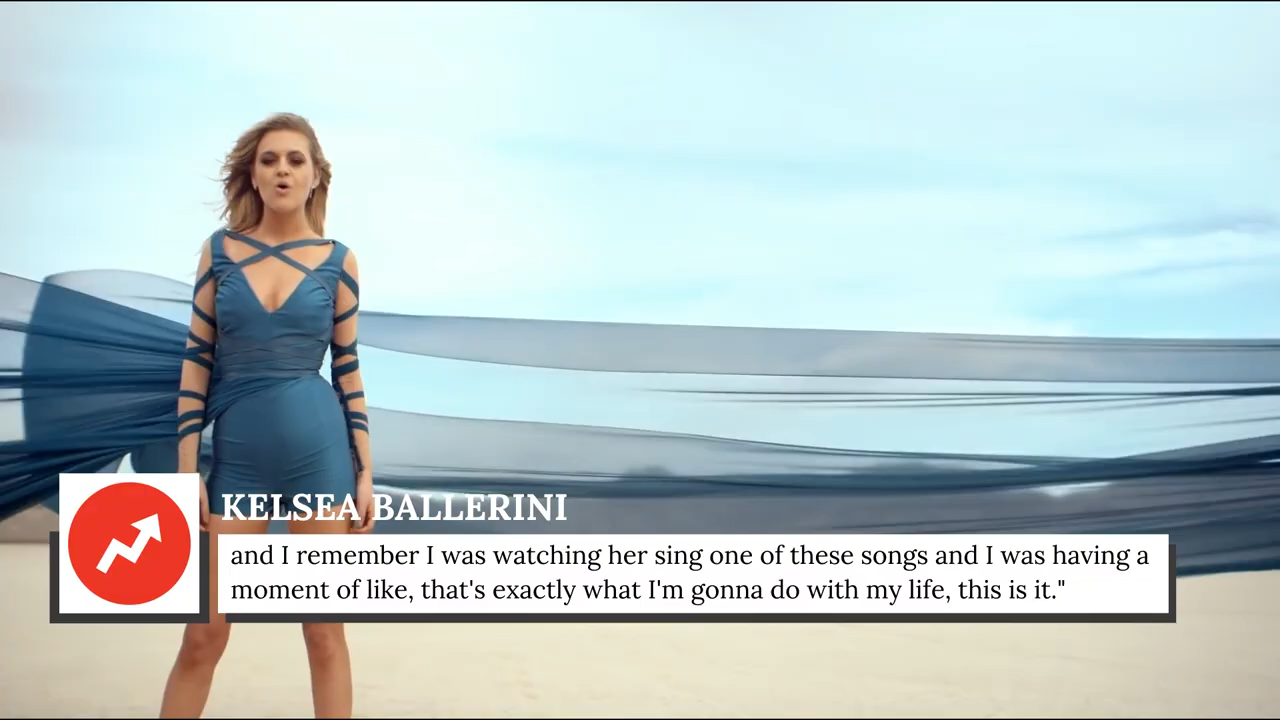 KELSEA BALLERINI
and I remember I was watching her sing one of these songs and I was having a
moment of like, that's exactly what I'm gonna do with my life, this is it."